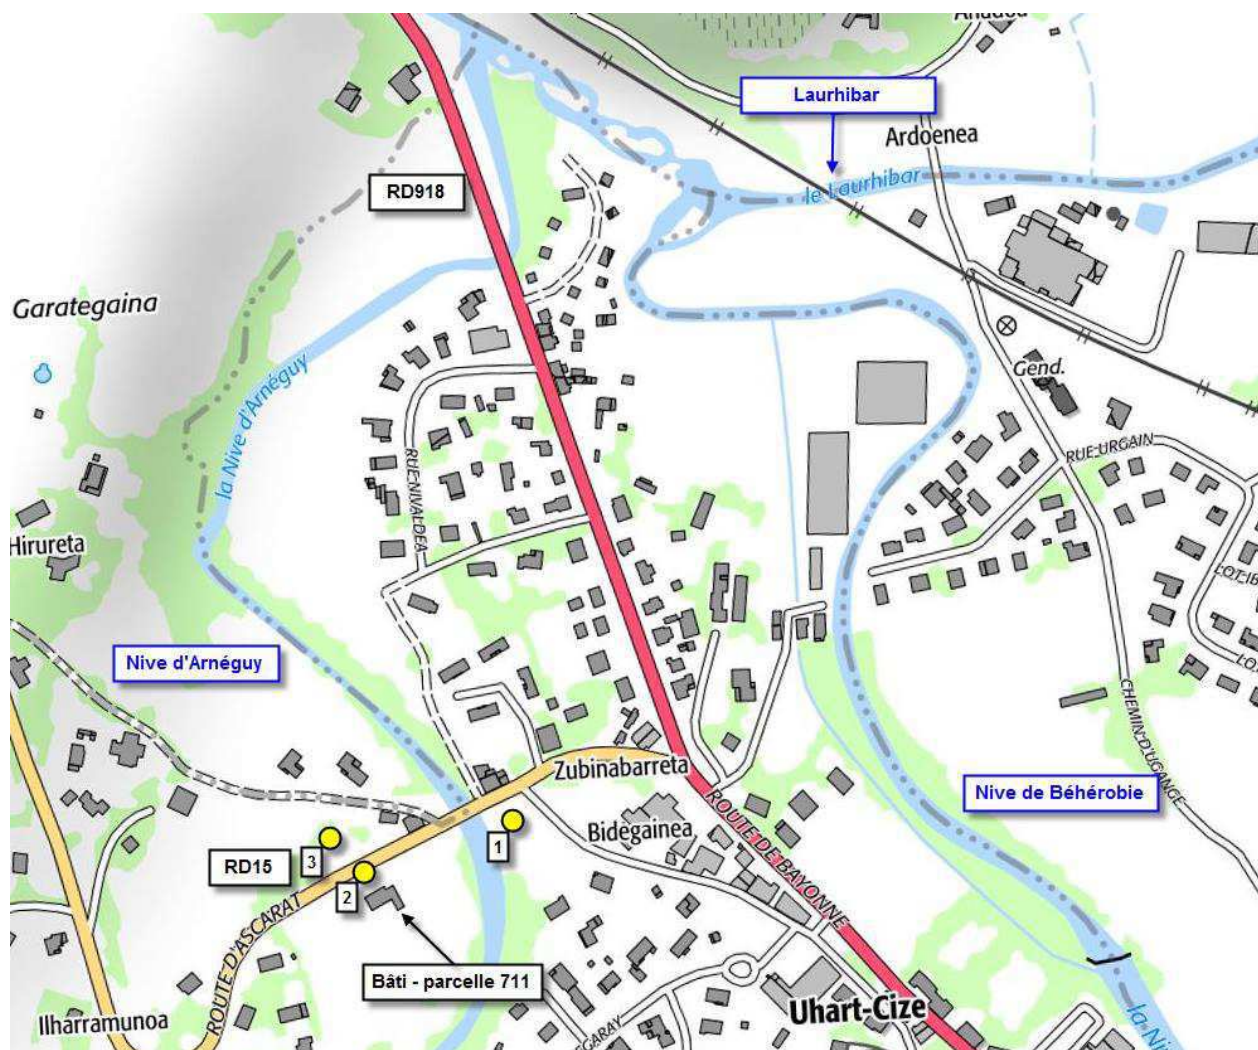 Laurhibar
Ardoenea
le Laurhibar
RD918
Garategaina
la Nive d'Arnéguy
Gend.
RUE URGAIN
RUE NIVALDEA
Hirureta
Nive d'Arnéguy
CHEMIN D'UGANGE
Zubinabarreta
Nive de Béhérobie
ROUTE DE BAYONNE
Bidegainea
1
3
RD15
2
ROUTE D'ASCARAT
Bâti - parcelle 711
Uhart-Cize
Ilharramunoa